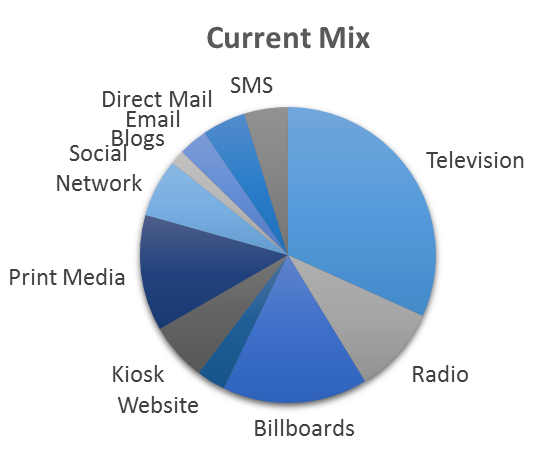 Current Mix
SMS
Direct Mail
Email
Blogs
Social
Network
Television
Print Media
Kiosk
Radio
Website
Billboards